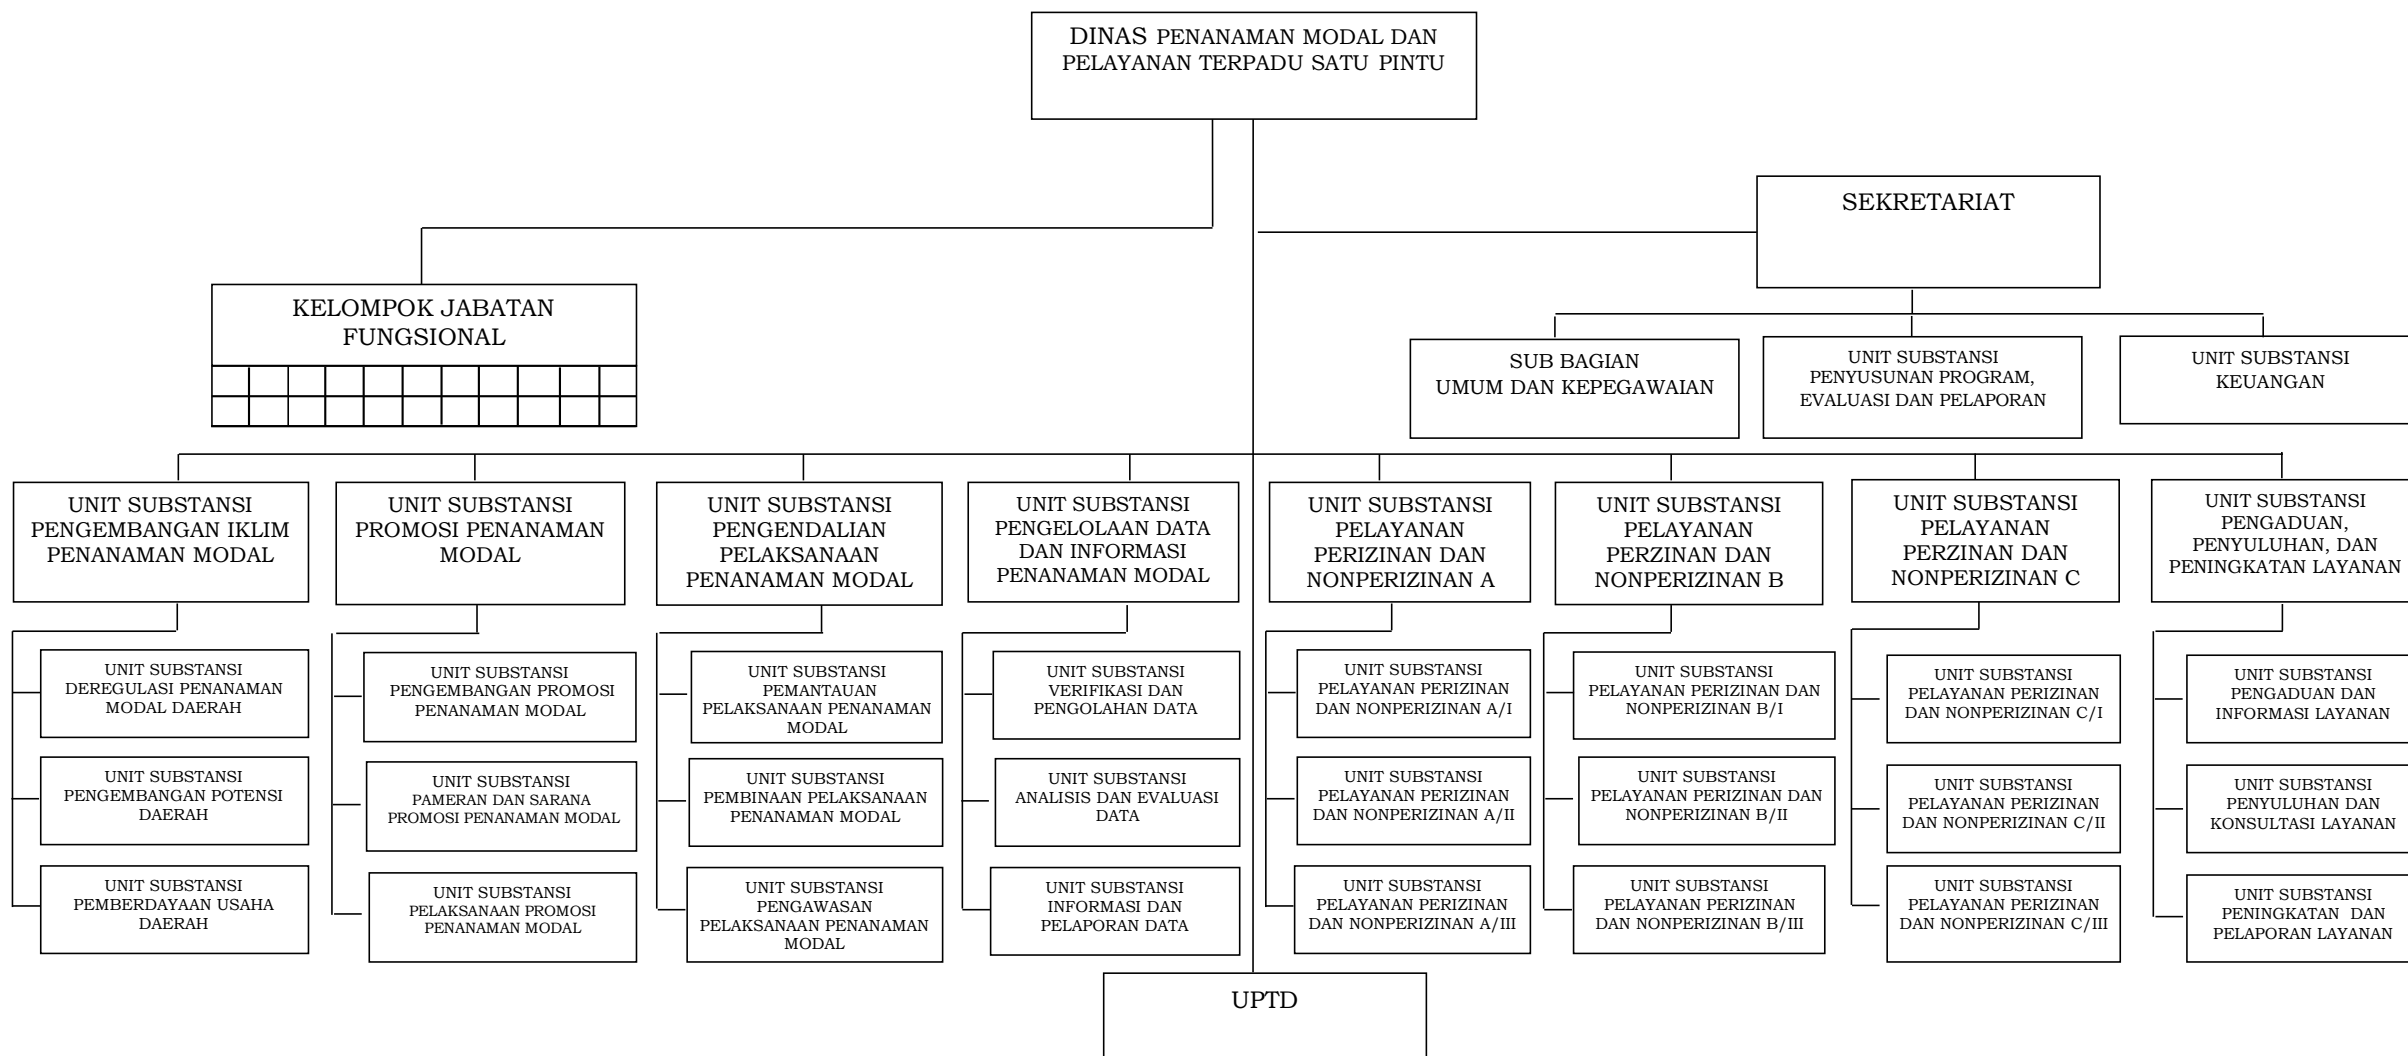 DINAS PENANAMAN MODAL DAN
PELAYANAN TERPADU SATU PINTU
SEKRETARIAT
KELOMPOK JABATAN
FUNGSIONAL
SUB BAGIAN
UMUM DAN KEPEGAWAIAN
UNIT SUBSTANSI
PENYUSUNAN PROGRAM,
EVALUASI DAN PELAPORAN
UNIT SUBSTANSI
KEUANGAN
UNIT SUBSTANSI
PENGEMBANGAN IKLIM
PENANAMAN MODAL
UNIT SUBSTANSI
PROMOSI PENANAMAN
MODAL
UNIT SUBSTANSI
PENGENDALIAN
PELAKSANAAN
PENANAMAN MODAL
UNIT SUBSTANSI
PENGELOLAAN DATA
DAN INFORMASI
PENANAMAN MODAL
UNIT SUBSTANSI
PELAYANAN
PERIZINAN DAN
NONPERIZINAN A
UNIT SUBSTANSI
PELAYANAN
PERZINAN DAN
NONPERIZINAN B
UNIT SUBSTANSI
PELAYANAN
PERZINAN DAN
NONPERIZINAN C
UNIT SUBSTANSI
PENGADUAN,
PENYULUHAN, DAN
PENINGKATAN LAYANAN
UNIT SUBSTANSI
DEREGULASI PENANAMAN
MODAL DAERAH
UNIT SUBSTANSI
PENGEMBANGAN PROMOSI
PENANAMAN MODAL
UNIT SUBSTANSI
PEMANTAUAN
PELAKSANAAN PENANAMAN
MODAL
UNIT SUBSTANSI
VERIFIKASI DAN
PENGOLAHAN DATA
UNIT SUBSTANSI
PELAYANAN PERIZINAN
DAN NONPERIZINAN A/I
UNIT SUBSTANSI
PELAYANAN PERIZINAN DAN
NONPERIZINAN B/I
UNIT SUBSTANSI
PELAYANAN PERIZINAN
DAN NONPERIZINAN C/I
UNIT SUBSTANSI
PENGADUAN DAN
INFORMASI LAYANAN
UNIT SUBSTANSI
PENGEMBANGAN POTENSI
DAERAH
UNIT SUBSTANSI
PAMERAN DAN SARANA
PROMOSI PENANAMAN MODAL
UNIT SUBSTANSI
PEMBINAAN PELAKSANAAN
PENANAMAN MODAL
UNIT SUBSTANSI
ANALISIS DAN EVALUASI
DATA
UNIT SUBSTANSI
PELAYANAN PERIZINAN
DAN NONPERIZINAN A/II
UNIT SUBSTANSI
PELAYANAN PERIZINAN DAN
NONPERIZINAN B/II
UNIT SUBSTANSI
PELAYANAN PERIZINAN
DAN NONPERIZINAN C/II
UNIT SUBSTANSI
PENYULUHAN DAN
KONSULTASI LAYANAN
UNIT SUBSTANSI
PEMBERDAYAAN USAHA
DAERAH
UNIT SUBSTANSI
PELAKSANAAN PROMOSI
PENANAMAN MODAL
UNIT SUBSTANSI
PENGAWASAN
PELAKSANAAN PENANAMAN
MODAL
UNIT SUBSTANSI
INFORMASI DAN
PELAPORAN DATA
UNIT SUBSTANSI
PELAYANAN PERIZINAN
DAN NONPERIZINAN A/III
UNIT SUBSTANSI
PELAYANAN PERIZINAN
DAN NONPERIZINAN B/III
UNIT SUBSTANSI
PELAYANAN PERIZINAN
DAN NONPERIZINAN C/III
UNIT SUBSTANSI
PENINGKATAN DAN
PELAPORAN LAYANAN
UPTD